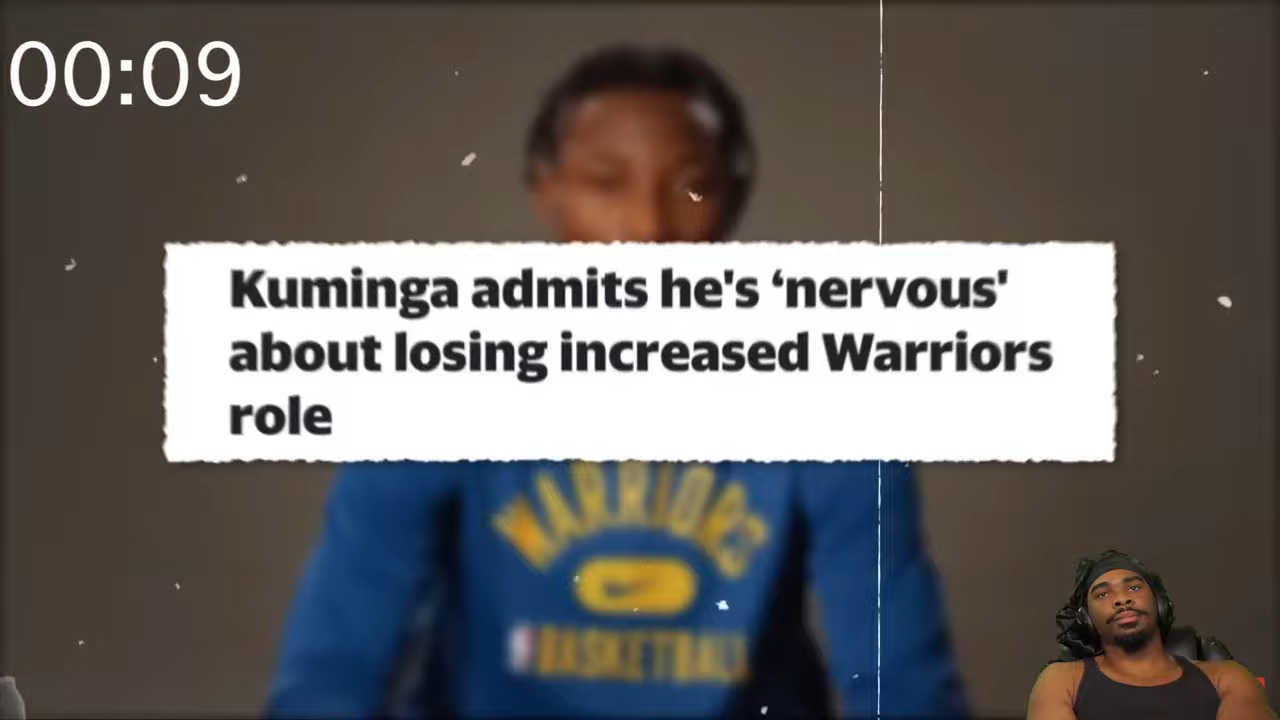 00:09
Kuminga admits he's ‘nervous'
about losing increased Warriors
role
WARRIORS
BASKETBALL